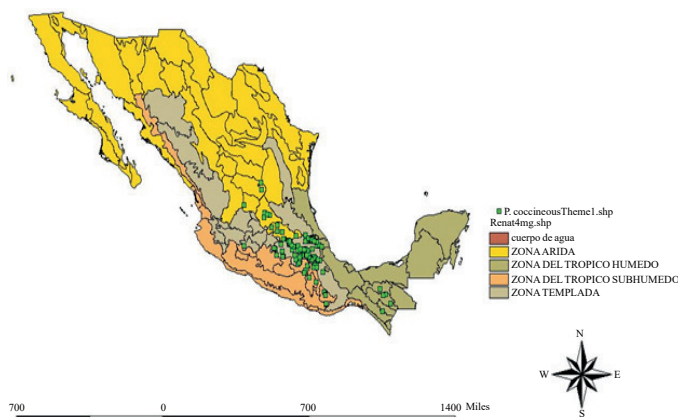 P. coccineousTheme1.shp
Renat4mg.shp
cuerpo de agua
ZONA ARIDA
ZONA DEL TROPICO HUMEDO
ZONA DEL TROPICO SUBHUMEDO
ZONA TEMPLADA
N
W E
S
700 0 700 1400 Miles